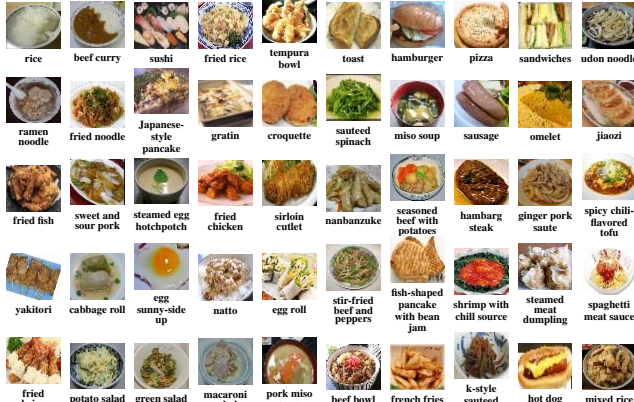 rice
beef curry
sushi
fried rice
tempura
bowl
toast
hamburger
pizza
sandwiches
udon noodle
ramen
noodle
fried noodle
Japanese-
style
pancake
gratin
croquette
sauteed
spinach
miso soup
sausage
omelet
jiaozi
fried fish
sweet and
sour pork
steamed egg
hotchpotch
fried
chicken
sirloin
cutlet
nanbanzuke
seasoned
beef with
potatoes
hambarg
steak
ginger pork
saute
spicy chili-
flavored
tofu
yakitori
cabbage roll
egg
sunny-side
up
natto
egg roll
stir-fried
beef and
peppers
fish-shaped
pancake
with bean
jam
shrimp with
chill source
steamed
meat
dumpling
spaghetti
meat sauce
fried
potato salad
green salad
macaroni
pork miso
beef bowl
french fries
k-style
sauteed
hot dog
mixed rice